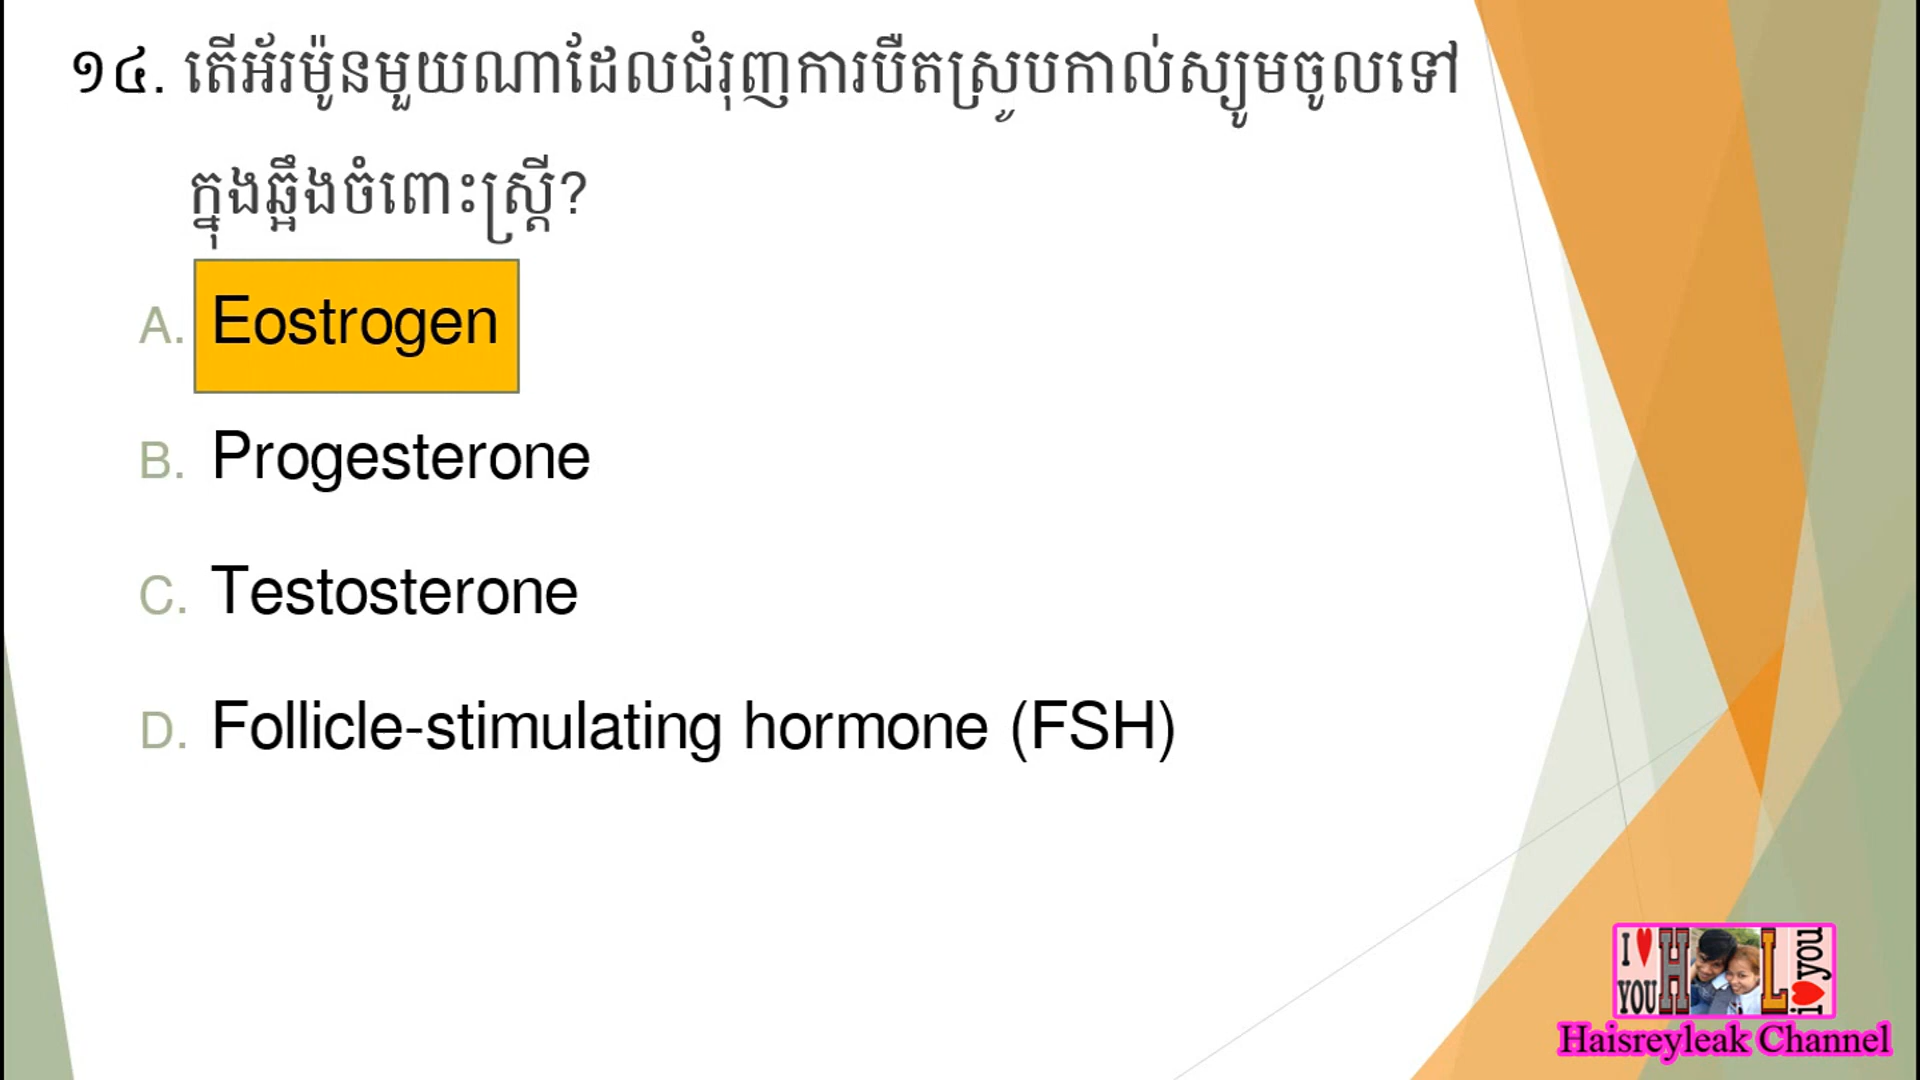 ១៤. តើអ័រម៉ូនមួយណាដែលជំរុញការបឺតស្រូបកាល់ស្យូមចូលទៅ
ក្នុងឆ្អឹងចំពោះស្ត្រី?
A. Eostrogen
B. Progesterone
C. Testosterone
D. Follicle-stimulating hormone (FSH)
I ♥ YOU H L i ♥ you
Haisreyleak Channel